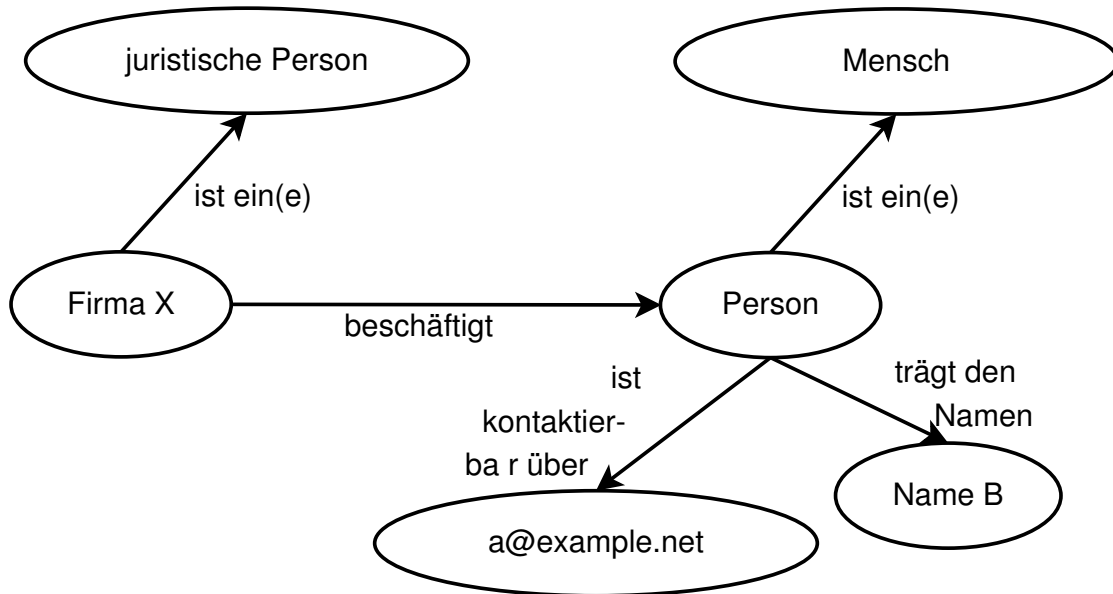 juristische Person
Mensch
ist ein(e)
ist ein(e)
Firma X
Person
beschäftigt
ist
kontaktier-
ba r über
trägt den
Namen
Name B
a@example.net